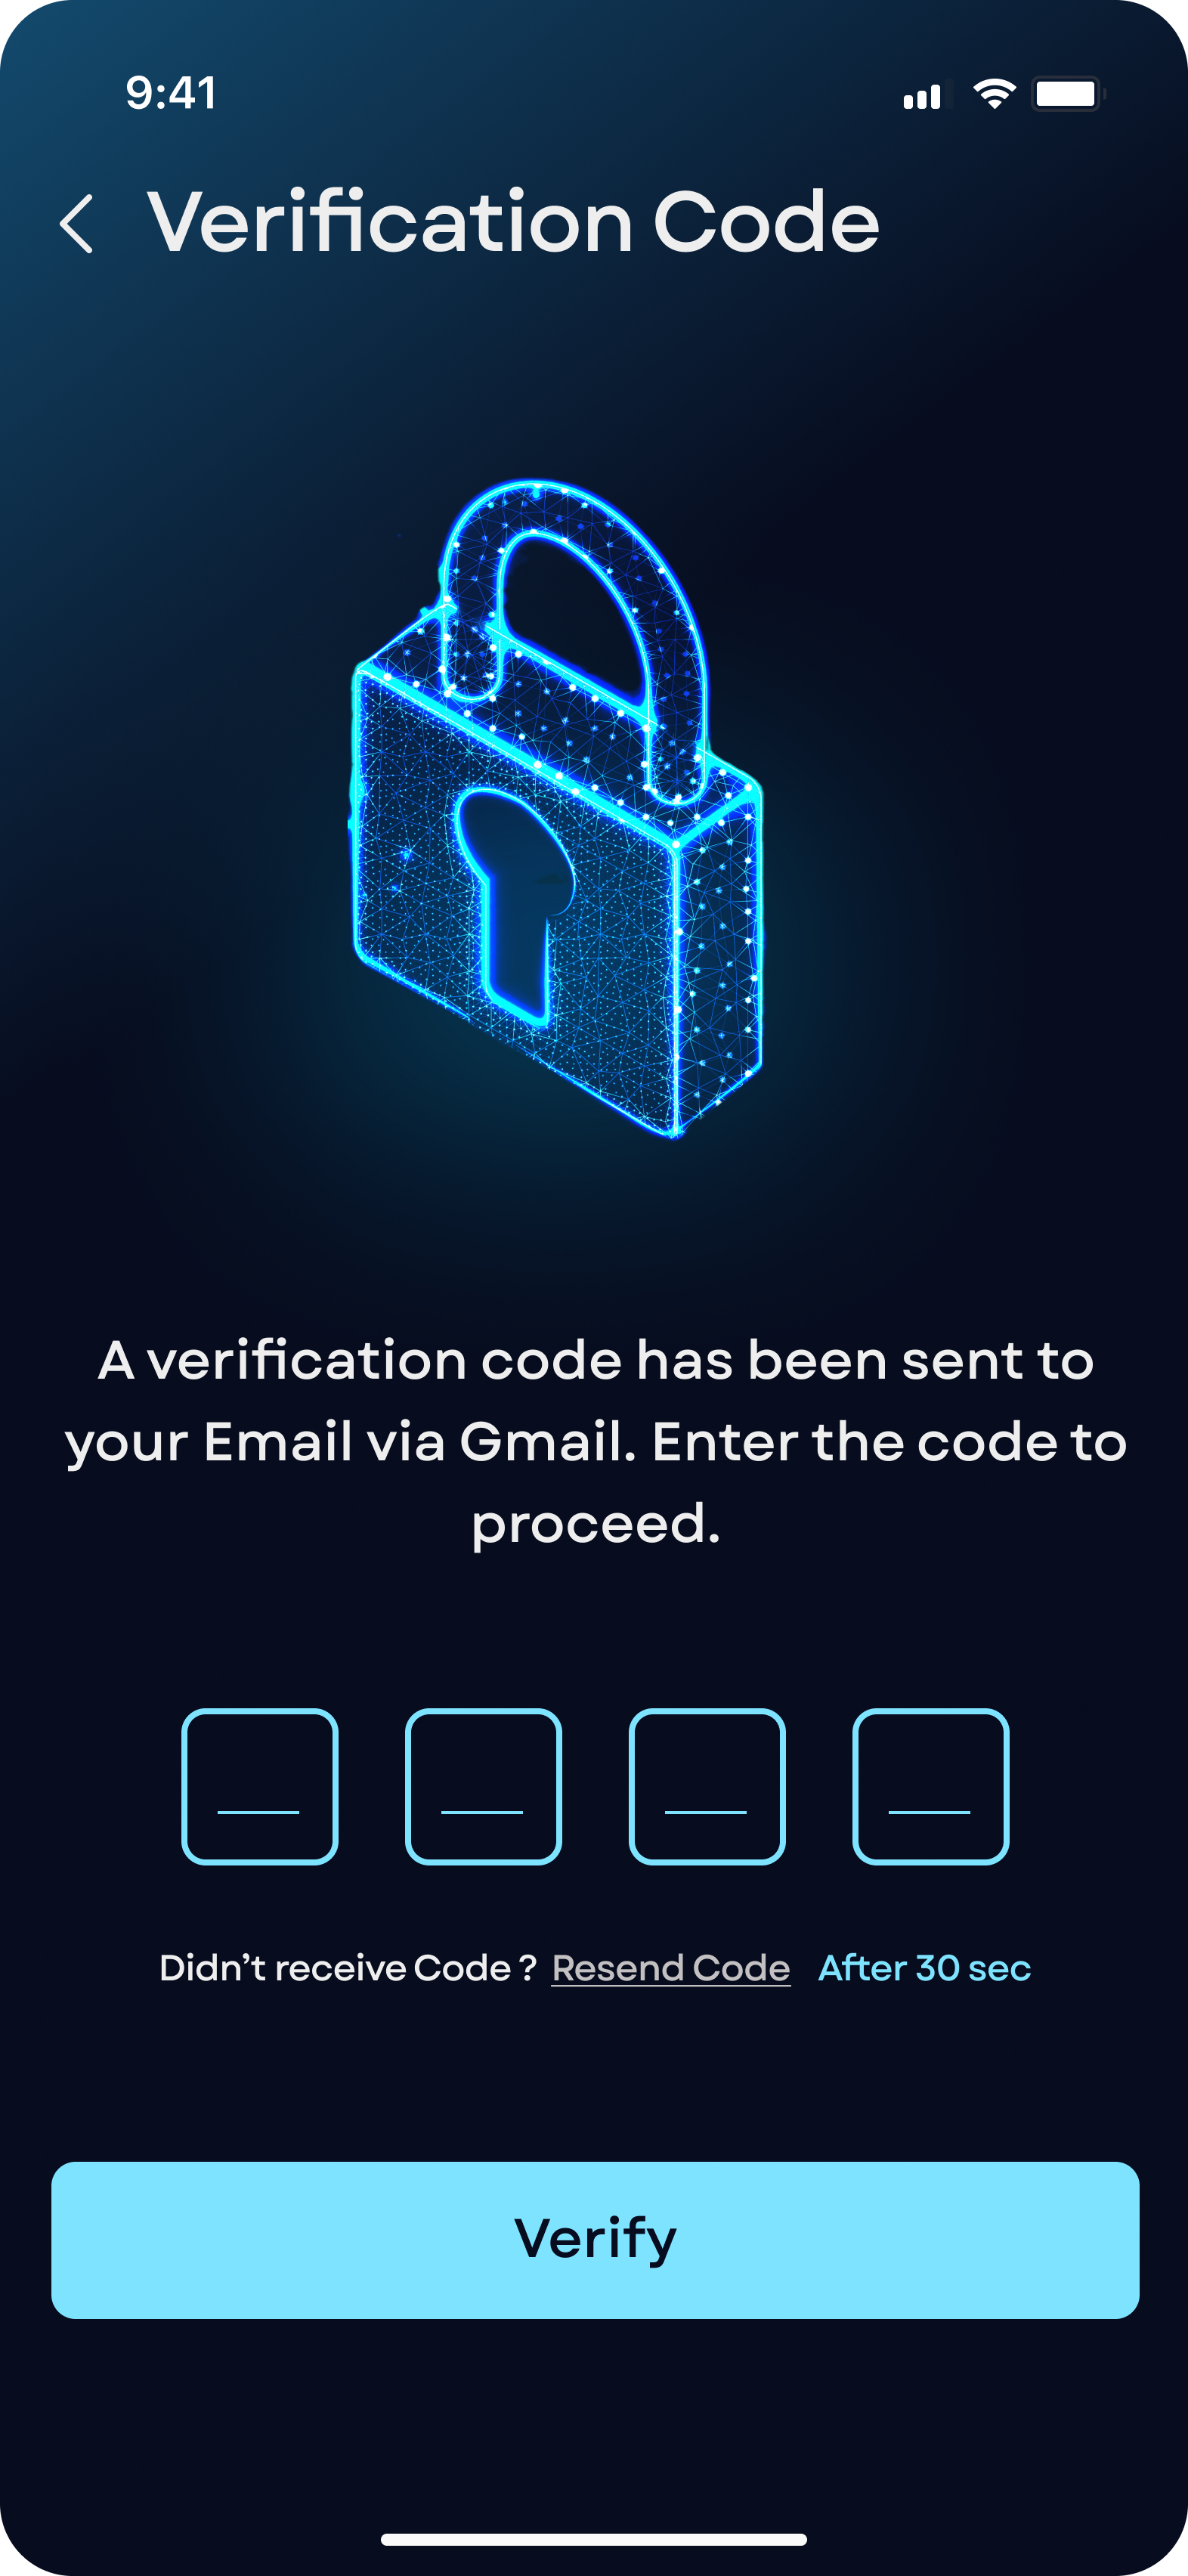 9:41
Verification Code
A verification code has been sent to
your Email via Gmail. Enter the code to
proceed.
Didn’t receive Code ? Resend Code After 30 sec
Verify